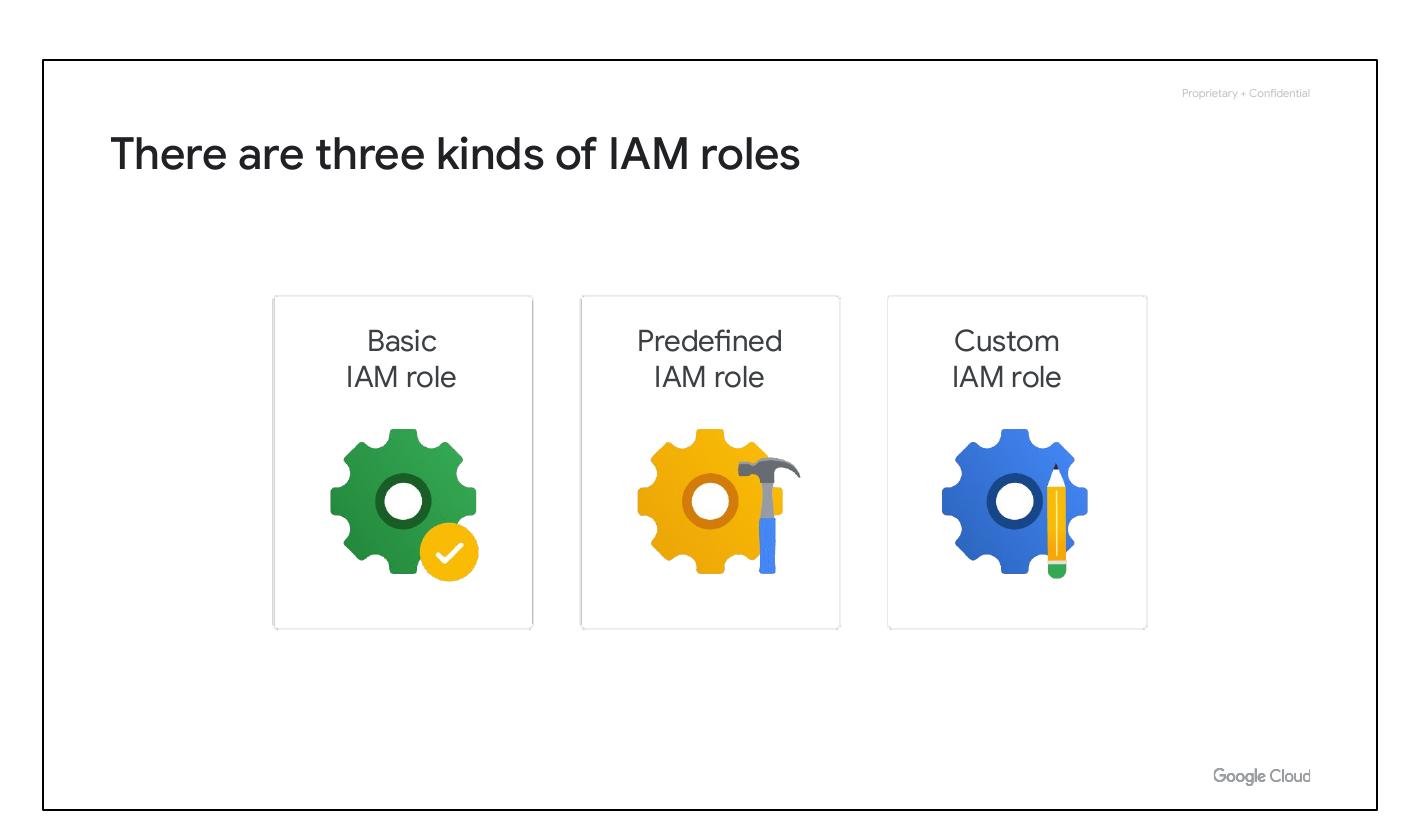 Proprietary + Confidential
There are three kinds of IAM roles
Basic
IAM role
Predefined
IAM role
Custom
IAM role
Google Cloud